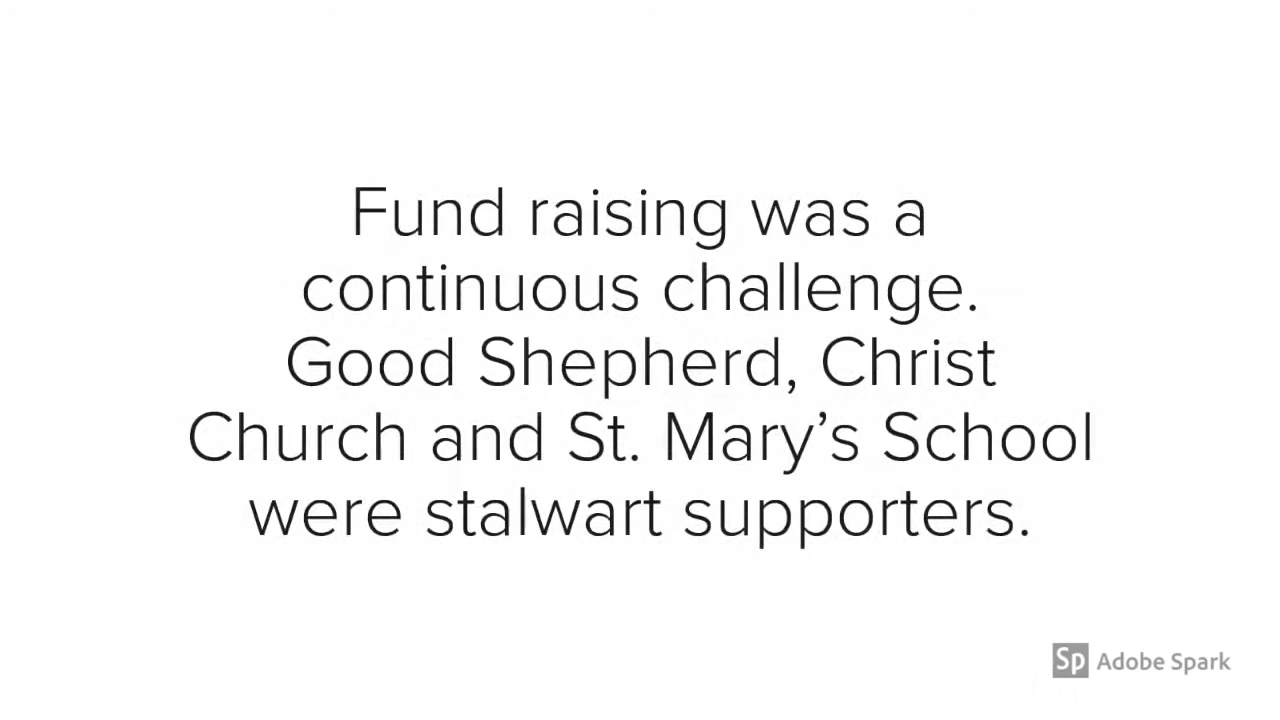 Fund raising was a
continuous challenge.
Good Shepherd, Christ
Church and St. Mary’s School
were stalwart supporters.
Sp Adobe Spark